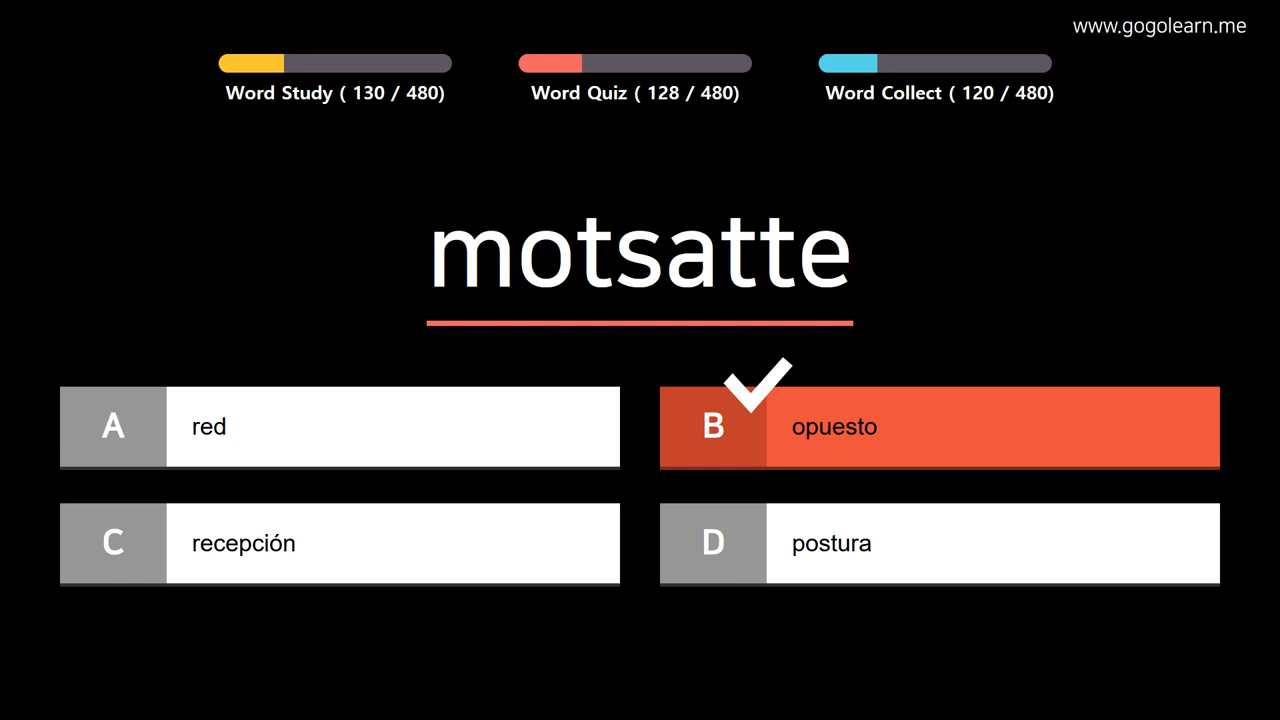 www.gogolearn.me
Word Study ( 130 / 480)
Word Quiz ( 128 / 480)
Word Collect ( 120 / 480)
motsatte
A red
B opuesto
C recepción
D postura